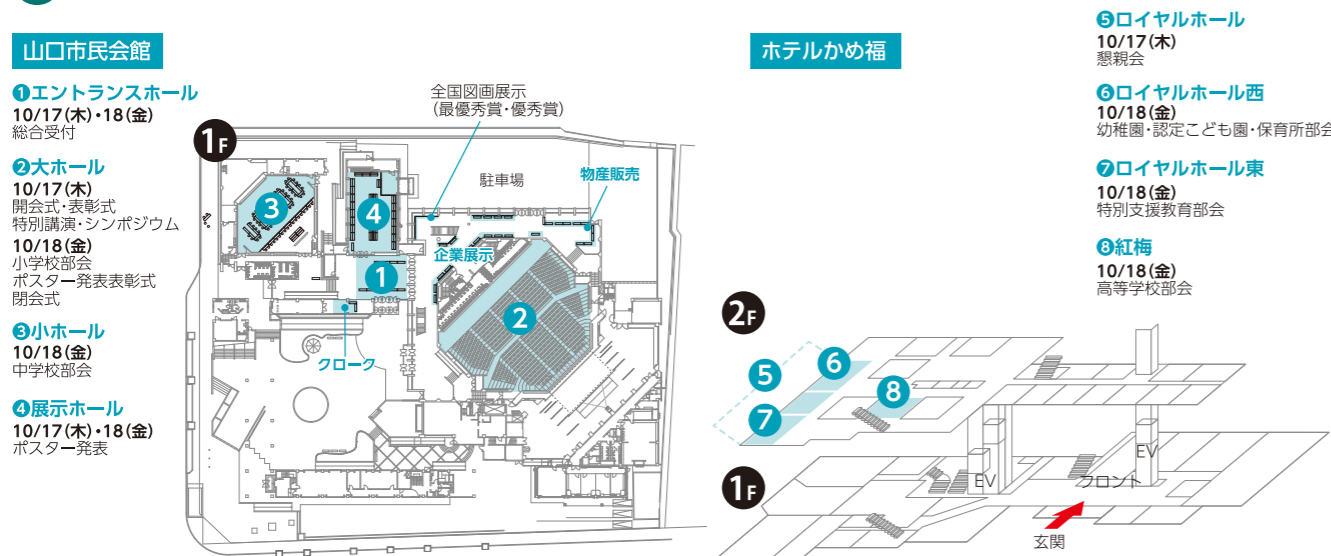 山口市民会館
❶エントランスホール
10/17(木)・18(金)
総合受付
❷大ホール
10/17(木)
開会式・表彰式
特別講演・シンポジウム
10/18(金)
小学校部会
ポスター発表表彰式
閉会式
❸小ホール
10/18(金)
中学校部会
❹展示ホール
10/17(木)・18(金)
ポスター発表
1F
全国図画展示
(最優秀賞・優秀賞)
駐車場
物産販売
企業展示
クローク
3
4
1
2
ホテルかめ福
❺ロイヤルホール
10/17(木)
懇親会
❻ロイヤルホール西
10/18(金)
幼稚園・認定こども園・保育所部会
❼ロイヤルホール東
10/18(金)
特別支援教育部会
❽紅梅
10/18(金)
高等学校部会
2F
5
6
7
8
1F
EV
フロント
EV
玄関